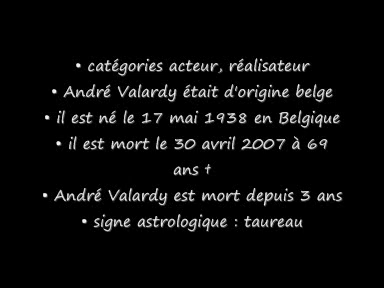 • catégories acteur, réalisateur
• André Valardy était d'origine belge
• il est né le 17 mai 1938 en Belgique
• il est mort le 30 avril 2007 à 69
ans †
• André Valardy est mort depuis 3 ans
• signe astrologique : taureau